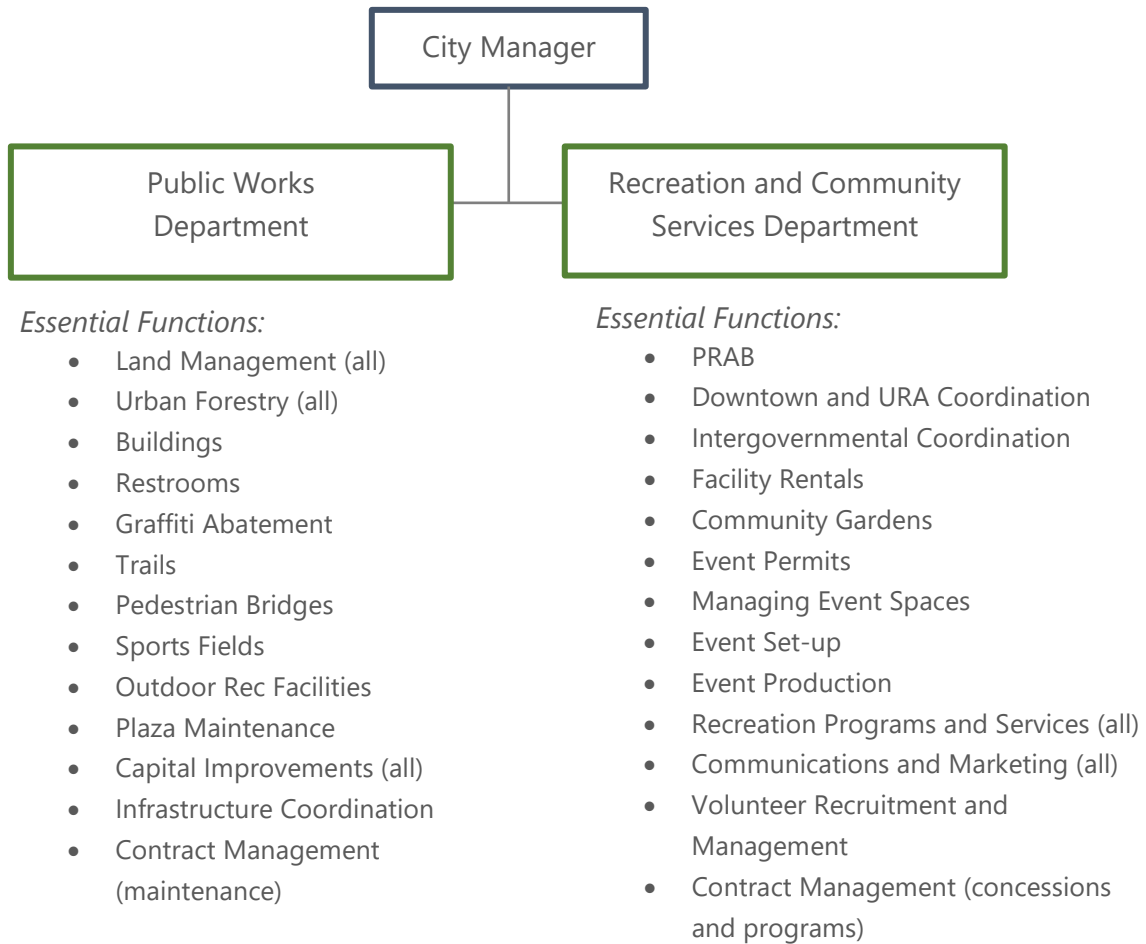 City Manager
Public Works
Department
Recreation and Community
Services Department
Essential Functions:
• Land Management (all)
• Urban Forestry (all)
• Buildings
• Restrooms
• Graffiti Abatement
• Trails
• Pedestrian Bridges
• Sports Fields
• Outdoor Rec Facilities
• Plaza Maintenance
• Capital Improvements (all)
• Infrastructure Coordination
• Contract Management
(maintenance)
Essential Functions:
• PRAB
• Downtown and URA Coordination
• Intergovernmental Coordination
• Facility Rentals
• Community Gardens
• Event Permits
• Managing Event Spaces
• Event Set-up
• Event Production
• Recreation Programs and Services (all)
• Communications and Marketing (all)
• Volunteer Recruitment and
Management
• Contract Management (concessions
and programs)